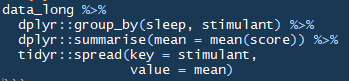 data_long %>%
dplyr::group_by(sleep, stimulant) %>%
dplyr::summarise(mean = mean(score)) %>%
tidyr::spread(key = stimulant,
value = mean)